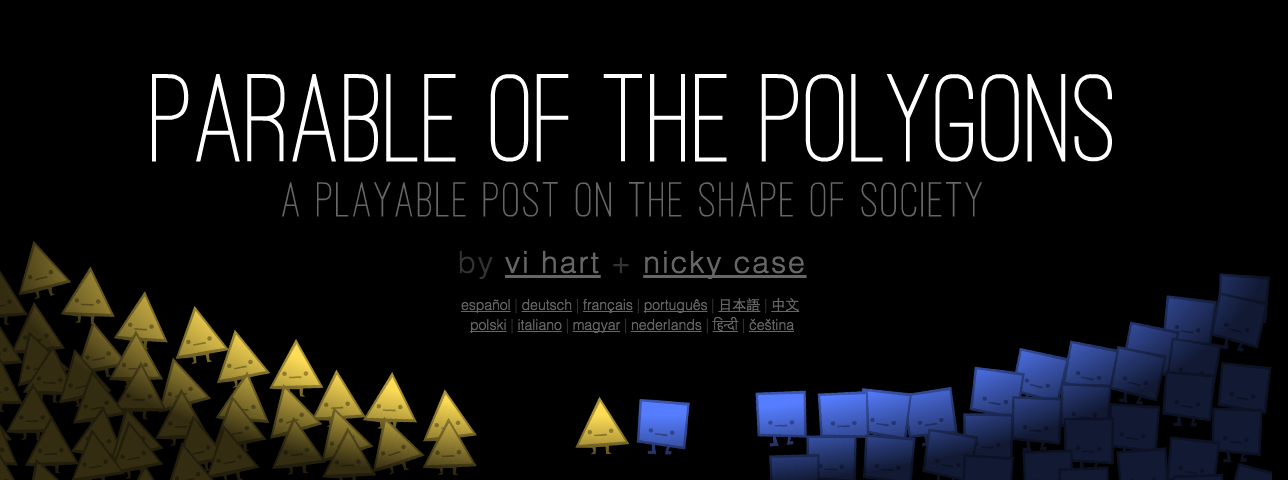 PARABLE OF THE POLYGONS
A PLAYABLE POST ON THE SHAPE OF SOCIETY
by vi hart + nicky case
español | deutsch | français | português | 日本語 | 中文
polski | italiano | magyar | nederlands | हिन्दी | čeština